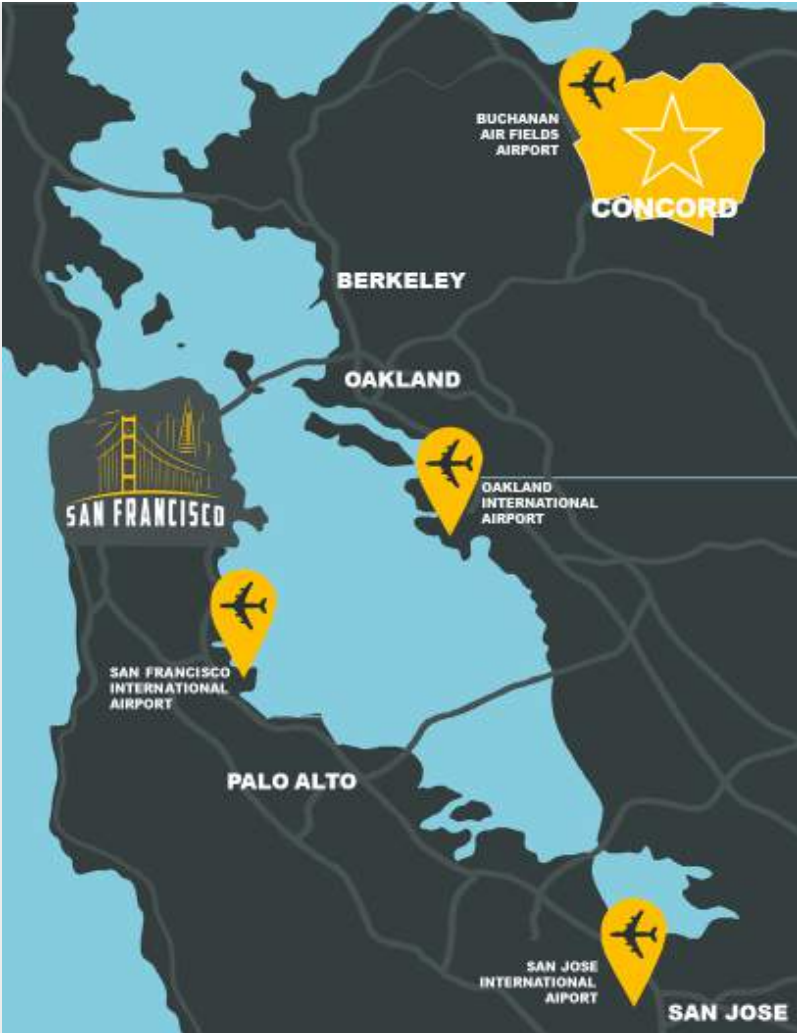 BUCHANAN
AIR FIELDS
AIRPORT
CONCORD
BERKELEY
OAKLAND
OAKLAND
INTERNATIONAL
AIRPORT
SAN FRANCISCO
SAN FRANCISCO
INTERNATIONAL
AIRPORT
PALO ALTO
SAN JOSE
INTERNATIONAL
AIPORT
SAN JOSE